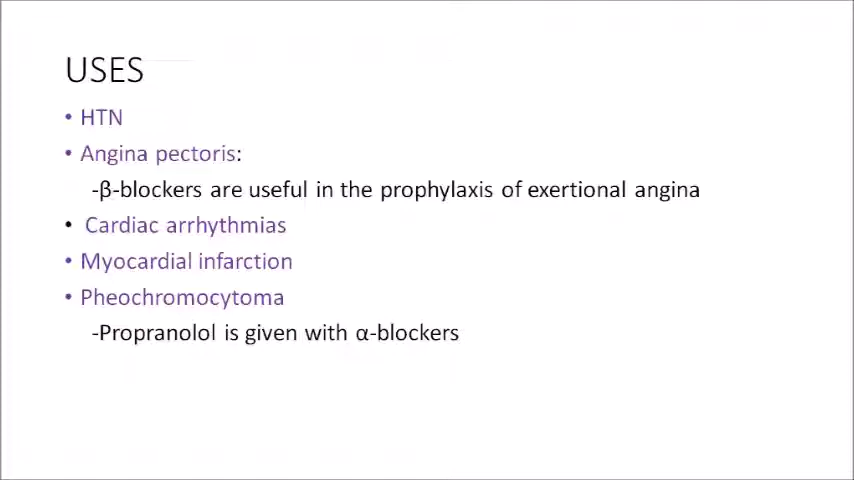 USES
• HTN
• Angina pectoris:
-β-blockers are useful in the prophylaxis of exertional angina
• Cardiac arrhythmias
• Myocardial infarction
• Pheochromocytoma
-Propranolol is given with α-blockers